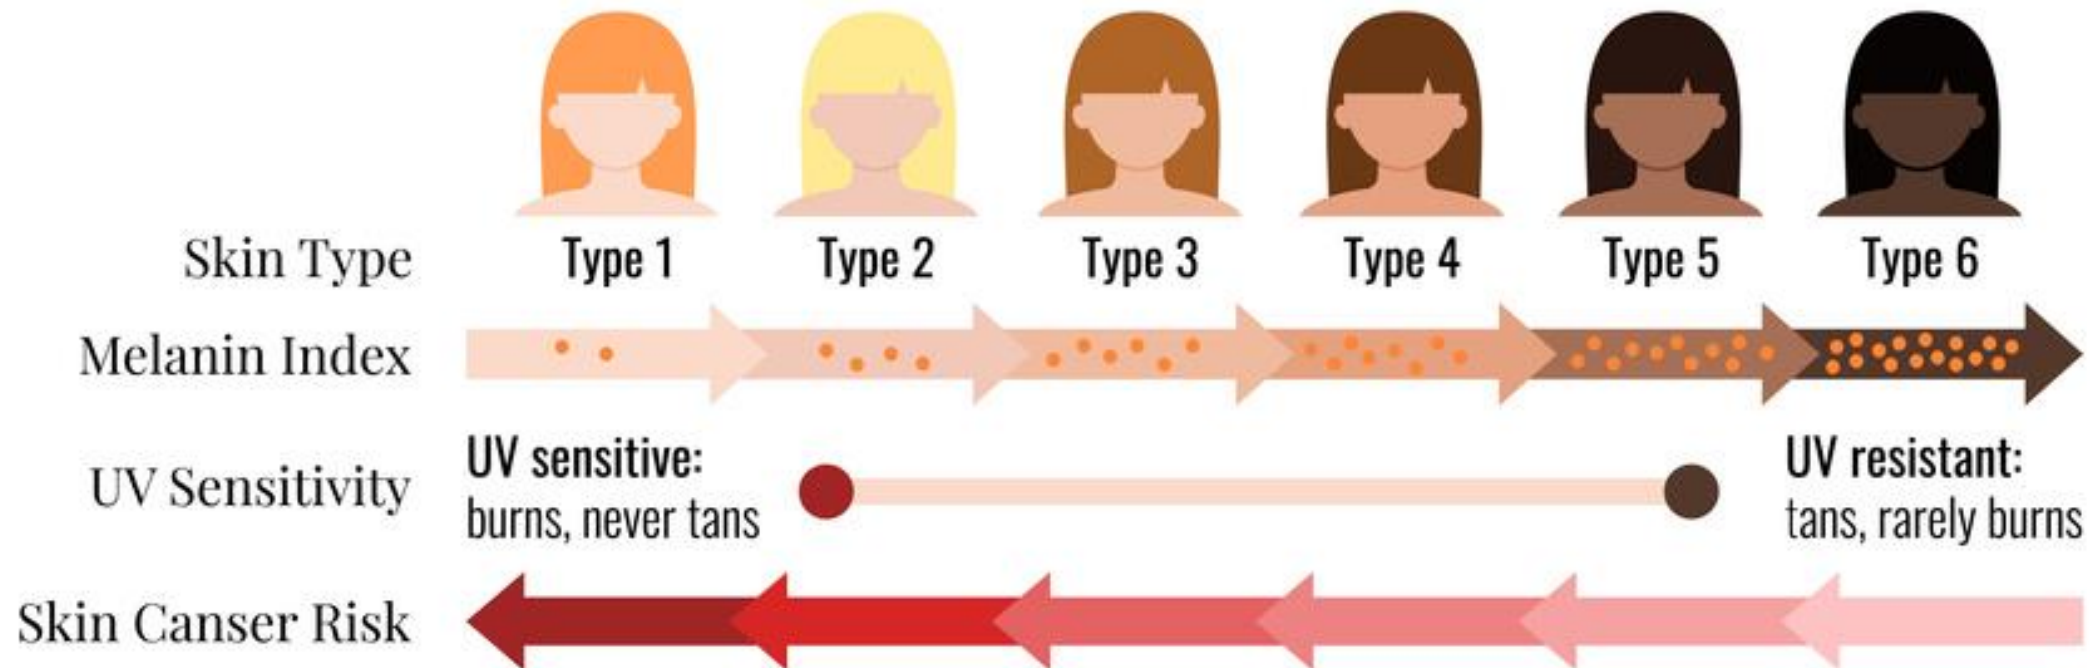 Skin Type
Type 1
Type 2
Type 3
Type 4
Type 5
Type 6
Melanin Index
UV Sensitivity
UV sensitive:
burns, never tans
UV resistant:
tans, rarely burns
Skin Canser Risk